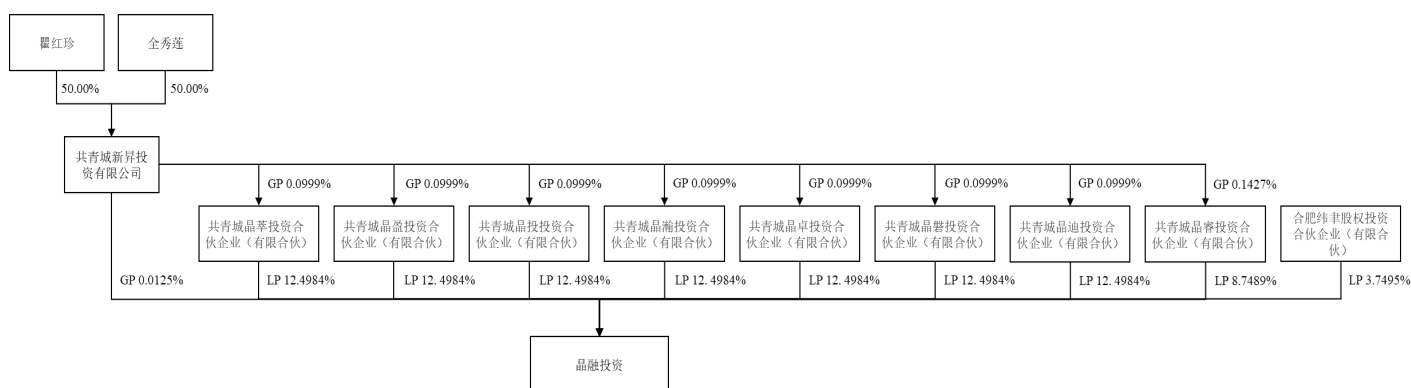 瞿红珍
全秀莲
50.00%
50.00%
共青城新昇投
资有限公司
GP 0.0999%
GP 0.0999%
GP 0.0999%
GP 0.0999%
GP 0.0999%
GP 0.0999%
GP 0.0999%
GP 0.1427%
共青城晶萃投资合
伙企业（有限合伙）
共青城晶盈投资合
伙企业（有限合伙）
共青城晶投投资合
伙企业（有限合伙）
共青城晶瀚投资合
伙企业（有限合伙）
共青城晶卓投资合
伙企业（有限合伙）
共青城晶磐投资合
伙企业（有限合伙）
共青城晶迪投资合
伙企业（有限合伙）
共青城晶睿投资合
伙企业（有限合伙）
合肥纬聿股权投资
合伙企业（有限合
伙）
GP 0.0125%
LP 12.4984%
LP 12. 4984%
LP 12. 4984%
LP 12. 4984%
LP 12. 4984%
LP 12. 4984%
LP 12. 4984%
LP 8.7489%
LP 3.7495%
晶融投资